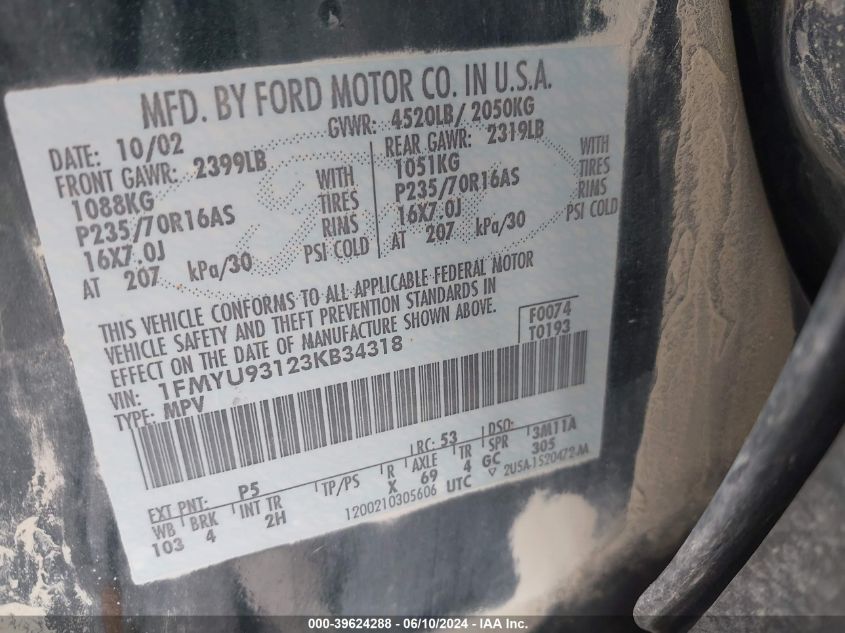 MFD. BY FORD MOTOR CO. IN U.S.A.
DATE: 10/02 GVWR: 4520LB/ 2050KG
FRONT GAWR: 2399LB REAR GAWR: 2319LB
1088KG WITH 1051KG WITH
P235/70R16AS TIRES P235/70R16AS TIRES
16X7.0J RINS 16X7.0J RIMS
AT 207 kPa/30 PSI COLD AT 207 kPa/30 PSI COLD
THIS VEHICLE CONFORMS TO ALL APPLICABLE FEDERAL MOTOR
VEHICLE SAFETY AND THEFT PREVENTION STANDARDS IN
EFFECT ON THE DATE OF MANUFACTURE SHOWN ABOVE.
VIN: 1FMYU93123KB34318 F0074
TYPE: MPV T0193
LRC: 53 DSO:
EXT PNT: P5 TP/PS R AXLE TR SPR 3M11A
WB BRK INT TR X 69 4 GC 305
103 4 2H 1200210305606 UTC ▽ 2U5A-1520472-AA
000-39624288 - 06/10/2024 - IAA Inc.